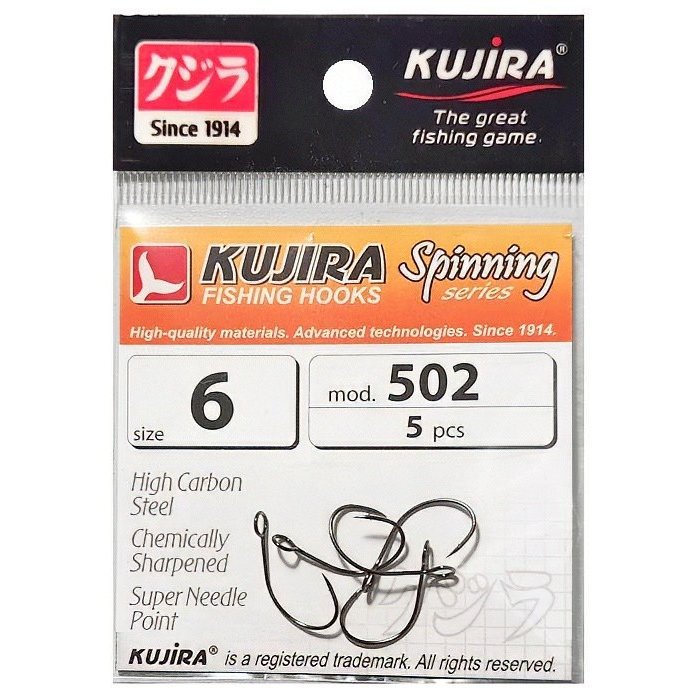 クジラ
Since 1914
KUJIRA®
The great
fishing game
KUJIRA Spinning
FISHING HOOKS series
High-quality materials. Advanced technologies. Since 1914.
size 6
mod. 502
5 pcs
High Carbon
Steel
Chemically
Sharpened
Super Needle
Point
クジラ
KUJIRA® is a registered trademark. All rights reserved.